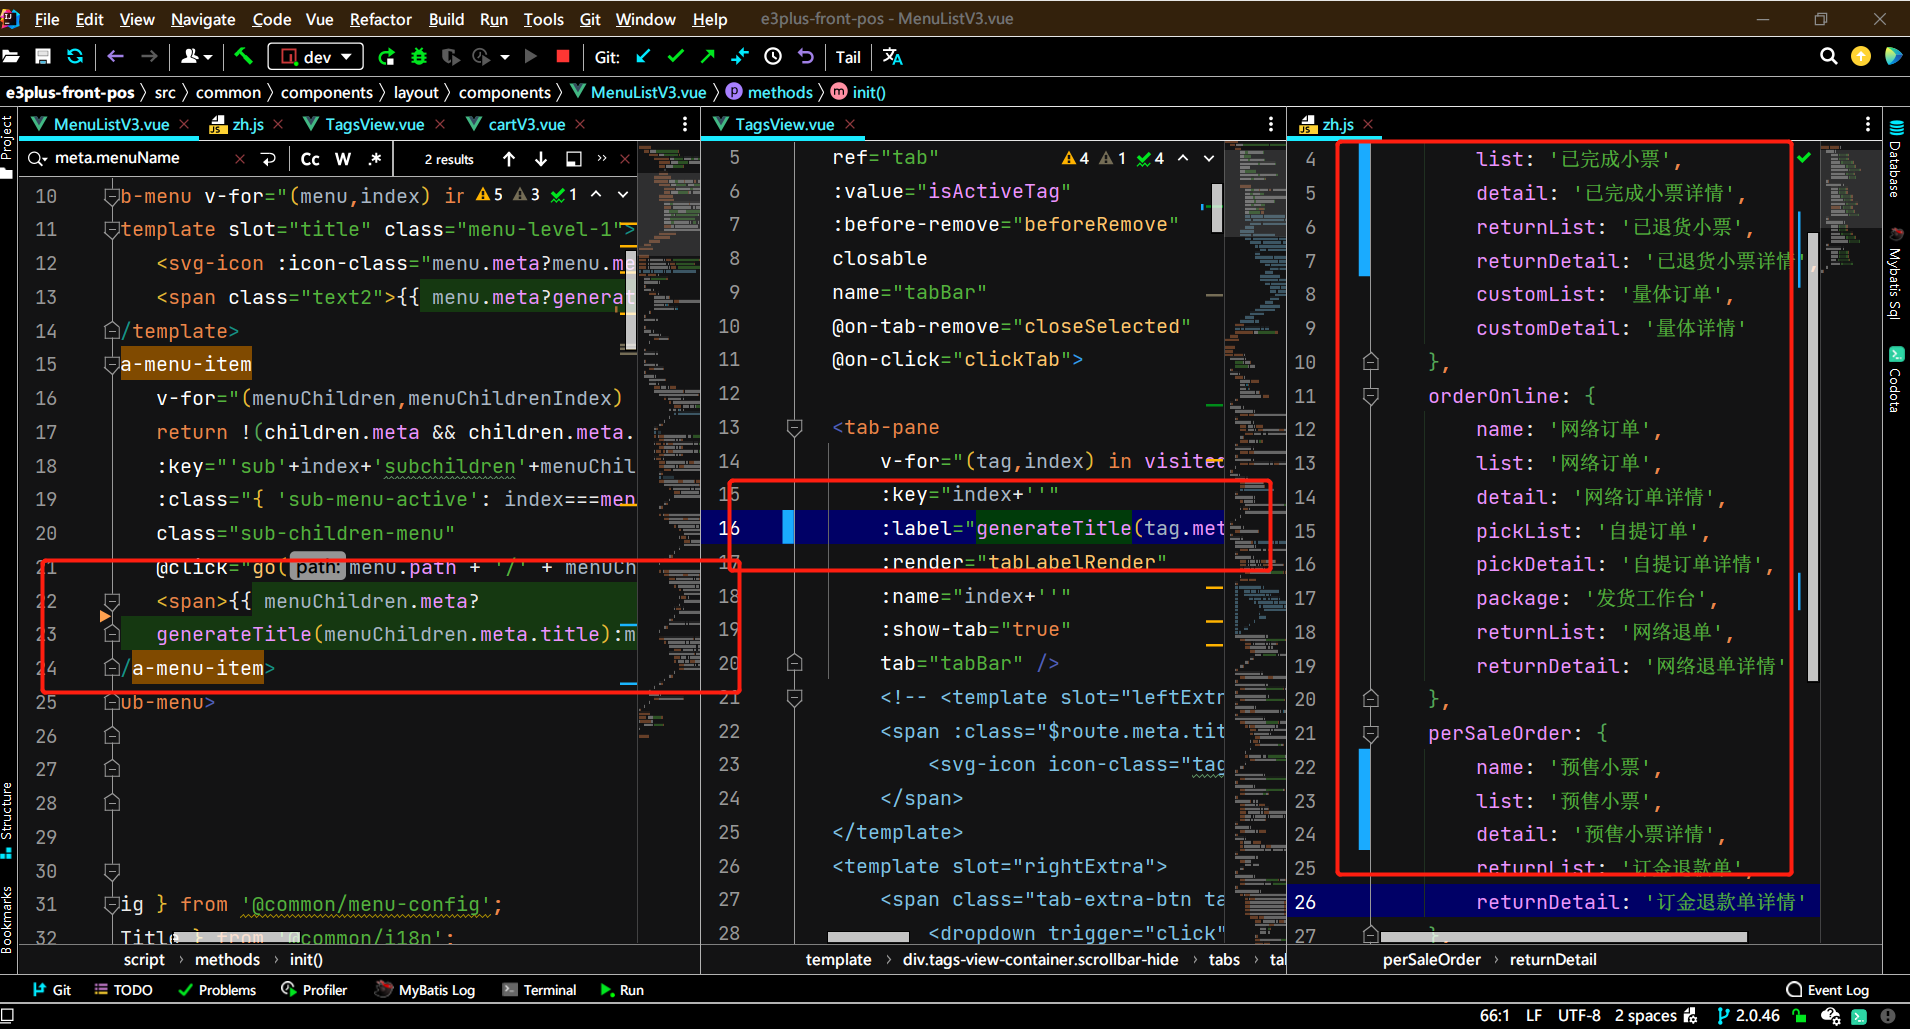 File Edit View Navigate Code Vue Refactor Build Run Tools Git Window Help e3plus-front-pos - MenuListV3.vue
dev Git: Tail
e3plus-front-pos › src › common › components › layout › components › MenuListV3.vue › methods › init()
Project
MenuListV3.vue zh.js TagsView.vue cartV3.vue
meta.menuName Cc W .* 2 results
5 3 1
10 b-menu v-for="(menu,index) in
11 template slot="title" class="menu-level-1">
12 <svg-icon :icon-class="menu.meta?menu.me
13 <span class="text2">{{ menu.meta?generat
14 /template>
15 a-menu-item
16 v-for="(menuChildren,menuChildrenIndex)
17 return !(children.meta && children.meta.
18 :key="'sub'+index+'subchildren'+menuChil
19 :class="{ 'sub-menu-active': index===men
20 class="sub-children-menu"
21 @click="go( path: menu.path + '/' + menuCh
22 <span>{{ menuChildren.meta?
23 generateTitle(menuChildren.meta.title):m
24 /a-menu-item>
25 ub-menu>
26
27
28
29
30
31 ig } from '@common/menu-config';
32 Title } from '@common/i18n';
script › methods › init()
TagsView.vue
4 1 4
5 ref="tab"
6 :value="isActiveTag"
7 :before-remove="beforeRemove"
8 closable
9 name="tabBar"
10 @on-tab-remove="closeSelected"
11 @on-click="clickTab">
12
13 <tab-pane
14 v-for="(tag,index) in visited
15 :key="index+''"
16 :label="generateTitle(tag.met
17 :render="tabLabelRender"
18 :name="index+''"
19 :show-tab="true"
20 tab="tabBar" />
21 <!-- <template slot="leftExtr
22 <span :class="$route.meta.tit
23 <svg-icon icon-class="tag
24 </span>
25 </template>
26 <template slot="rightExtra">
27 <span class="tab-extra-btn ta
28 <dropdown trigger="click"
template › div.tags-view-container.scrollbar-hide › tabs › tal
zh.js
4 list: '已完成小票',
5 detail: '已完成小票详情',
6 returnList: '已退货小票',
7 returnDetail: '已退货小票详情',
8 customList: '量体订单',
9 customDetail: '量体详情'
10 },
11 orderOnline: {
12 name: '网络订单',
13 list: '网络订单',
14 detail: '网络订单详情',
15 pickList: '自提订单',
16 pickDetail: '自提订单详情',
17 package: '发货工作台',
18 returnList: '网络退单',
19 returnDetail: '网络退单详情'
20 },
21 perSaleOrder: {
22 name: '预售小票',
23 list: '预售小票',
24 detail: '预售小票详情',
25 returnList: '订金退款单',
26 returnDetail: '订金退款单详情'
27 },
perSaleOrder › returnDetail
Database
Mybatis Sql
Codota
Structure
Bookmarks
Git TODO Problems Profiler MyBatis Log Terminal Run Event Log
66:1 LF UTF-8 2 spaces 2.0.46